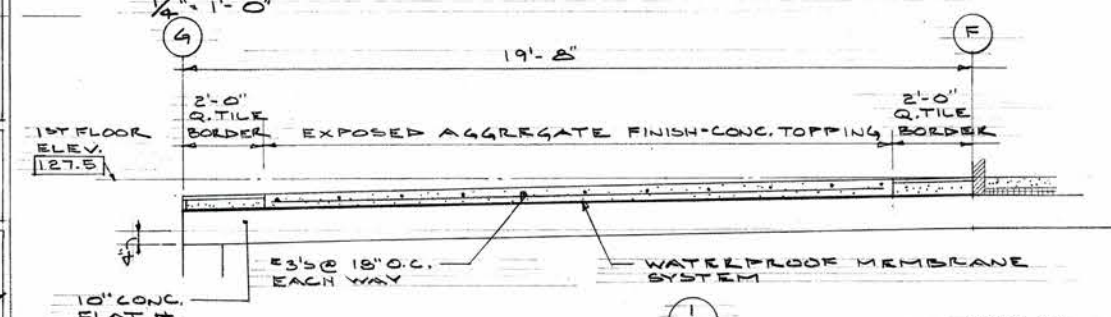 1/4" = 1'-0"
G
F
19'-8"
2'-0"
Q. TILE
BORDER
EXPOSED AGGREGATE FINISH-CONC. TOPPING
2'-0"
Q. TILE
BORDER
1ST FLOOR
ELEV.
127.5
#3'S @ 18" O.C.
EACH WAY
WATERPROOF MEMBRANE
SYSTEM
10" CONC.
1